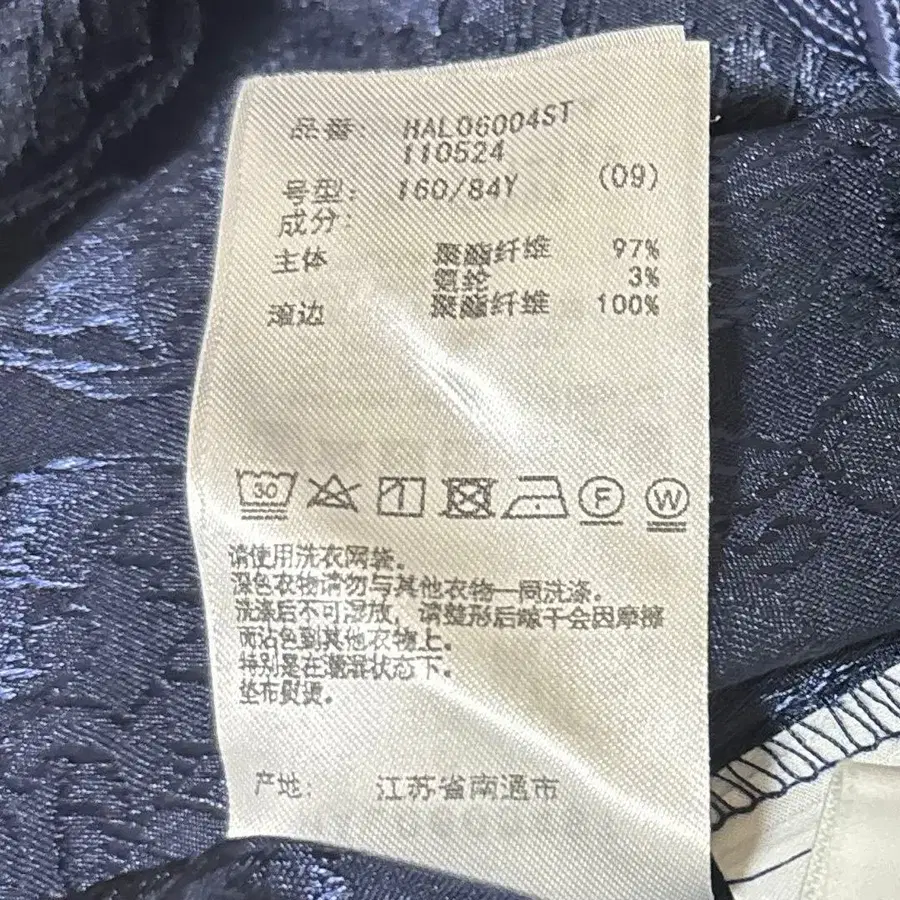 品番: HAL06004ST
110524
号型: 160/84Y (09)
成分:
主体 聚酯纤维 97%
氨纶 3%
滚边 聚酯纤维 100%
30 F W
请使用洗衣网袋。
深色衣物请勿与其他衣物一同洗涤。
洗涤后不可湿放, 请整形后晾干会因摩擦
而沾色到其他衣物上。
特别是在潮湿状态下。
垫布熨烫。
产地: 江苏省南通市